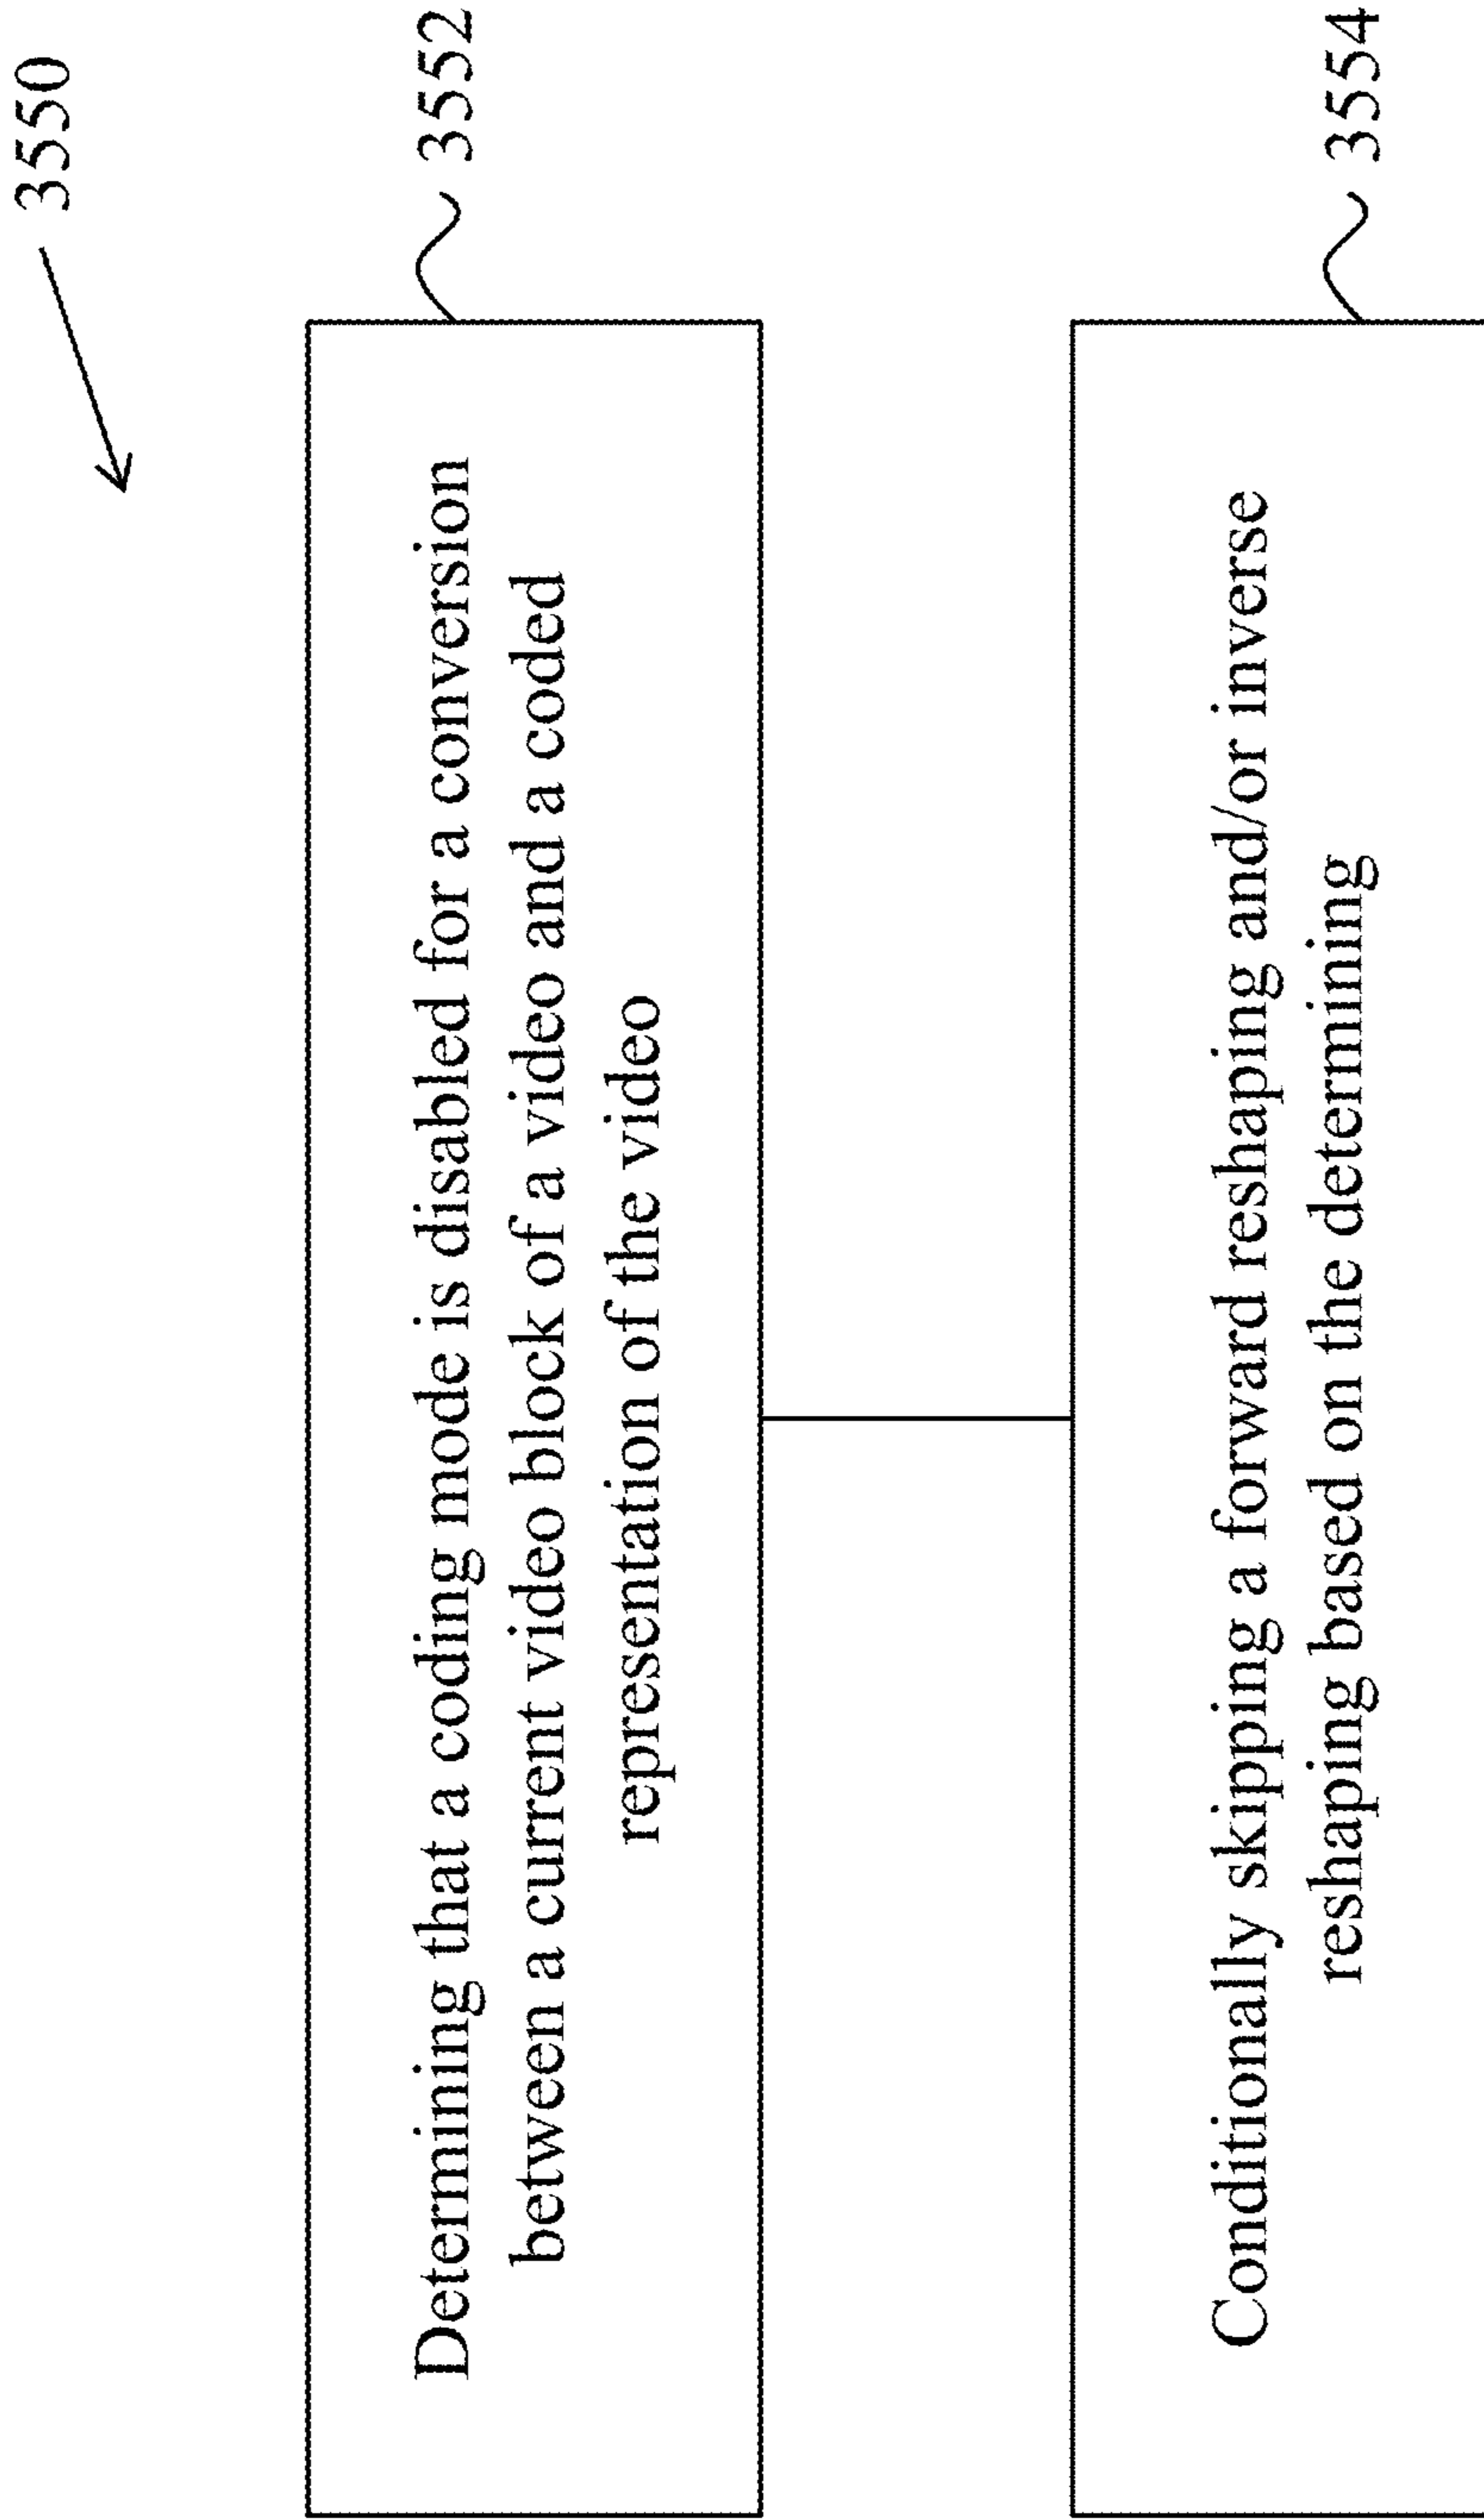 3550
Determining that a coding mode is disabled for a conversion
between a current video block of a video and a coded
representation of the video
3552
Conditionally skipping a forward reshaping and/or inverse
reshaping based on the determining
3554